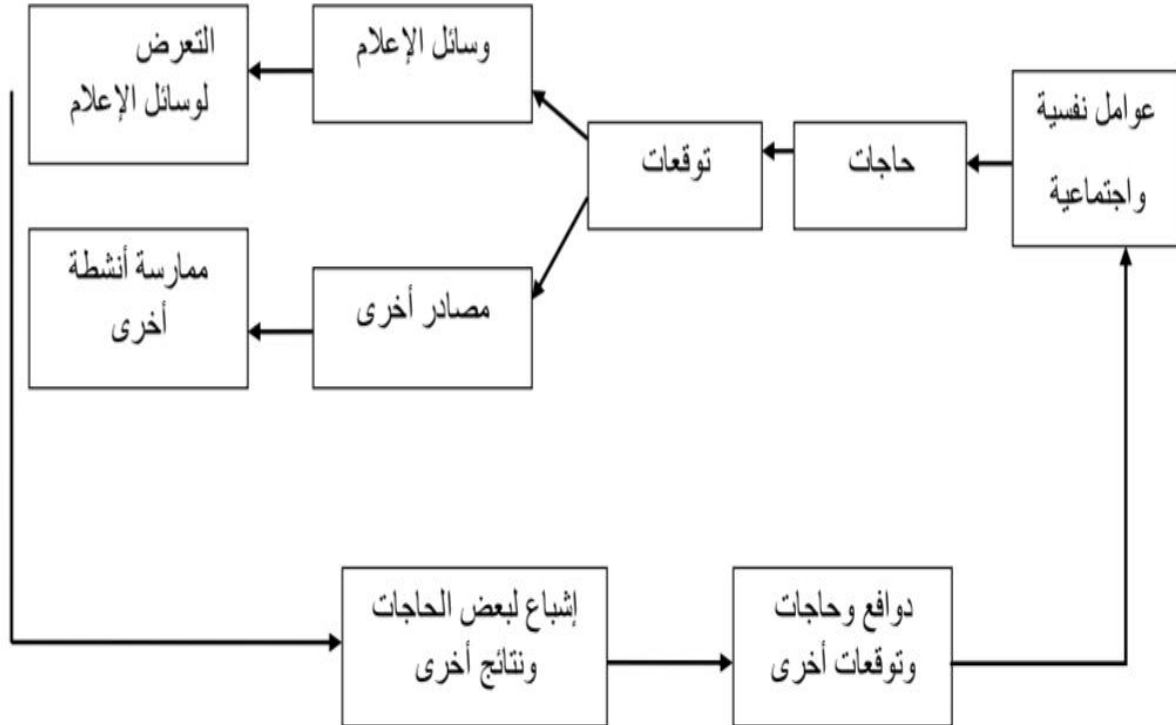 عوامل نفسية
واجتماعية
حاجات
توقعات
وسائل الإعلام
التعرض
لوسائل الإعلام
مصادر أخرى
ممارسة أنشطة
أخرى
إشباع لبعض الحاجات
ونتائج أخرى
دوافع وحاجات
وتوقعات أخرى